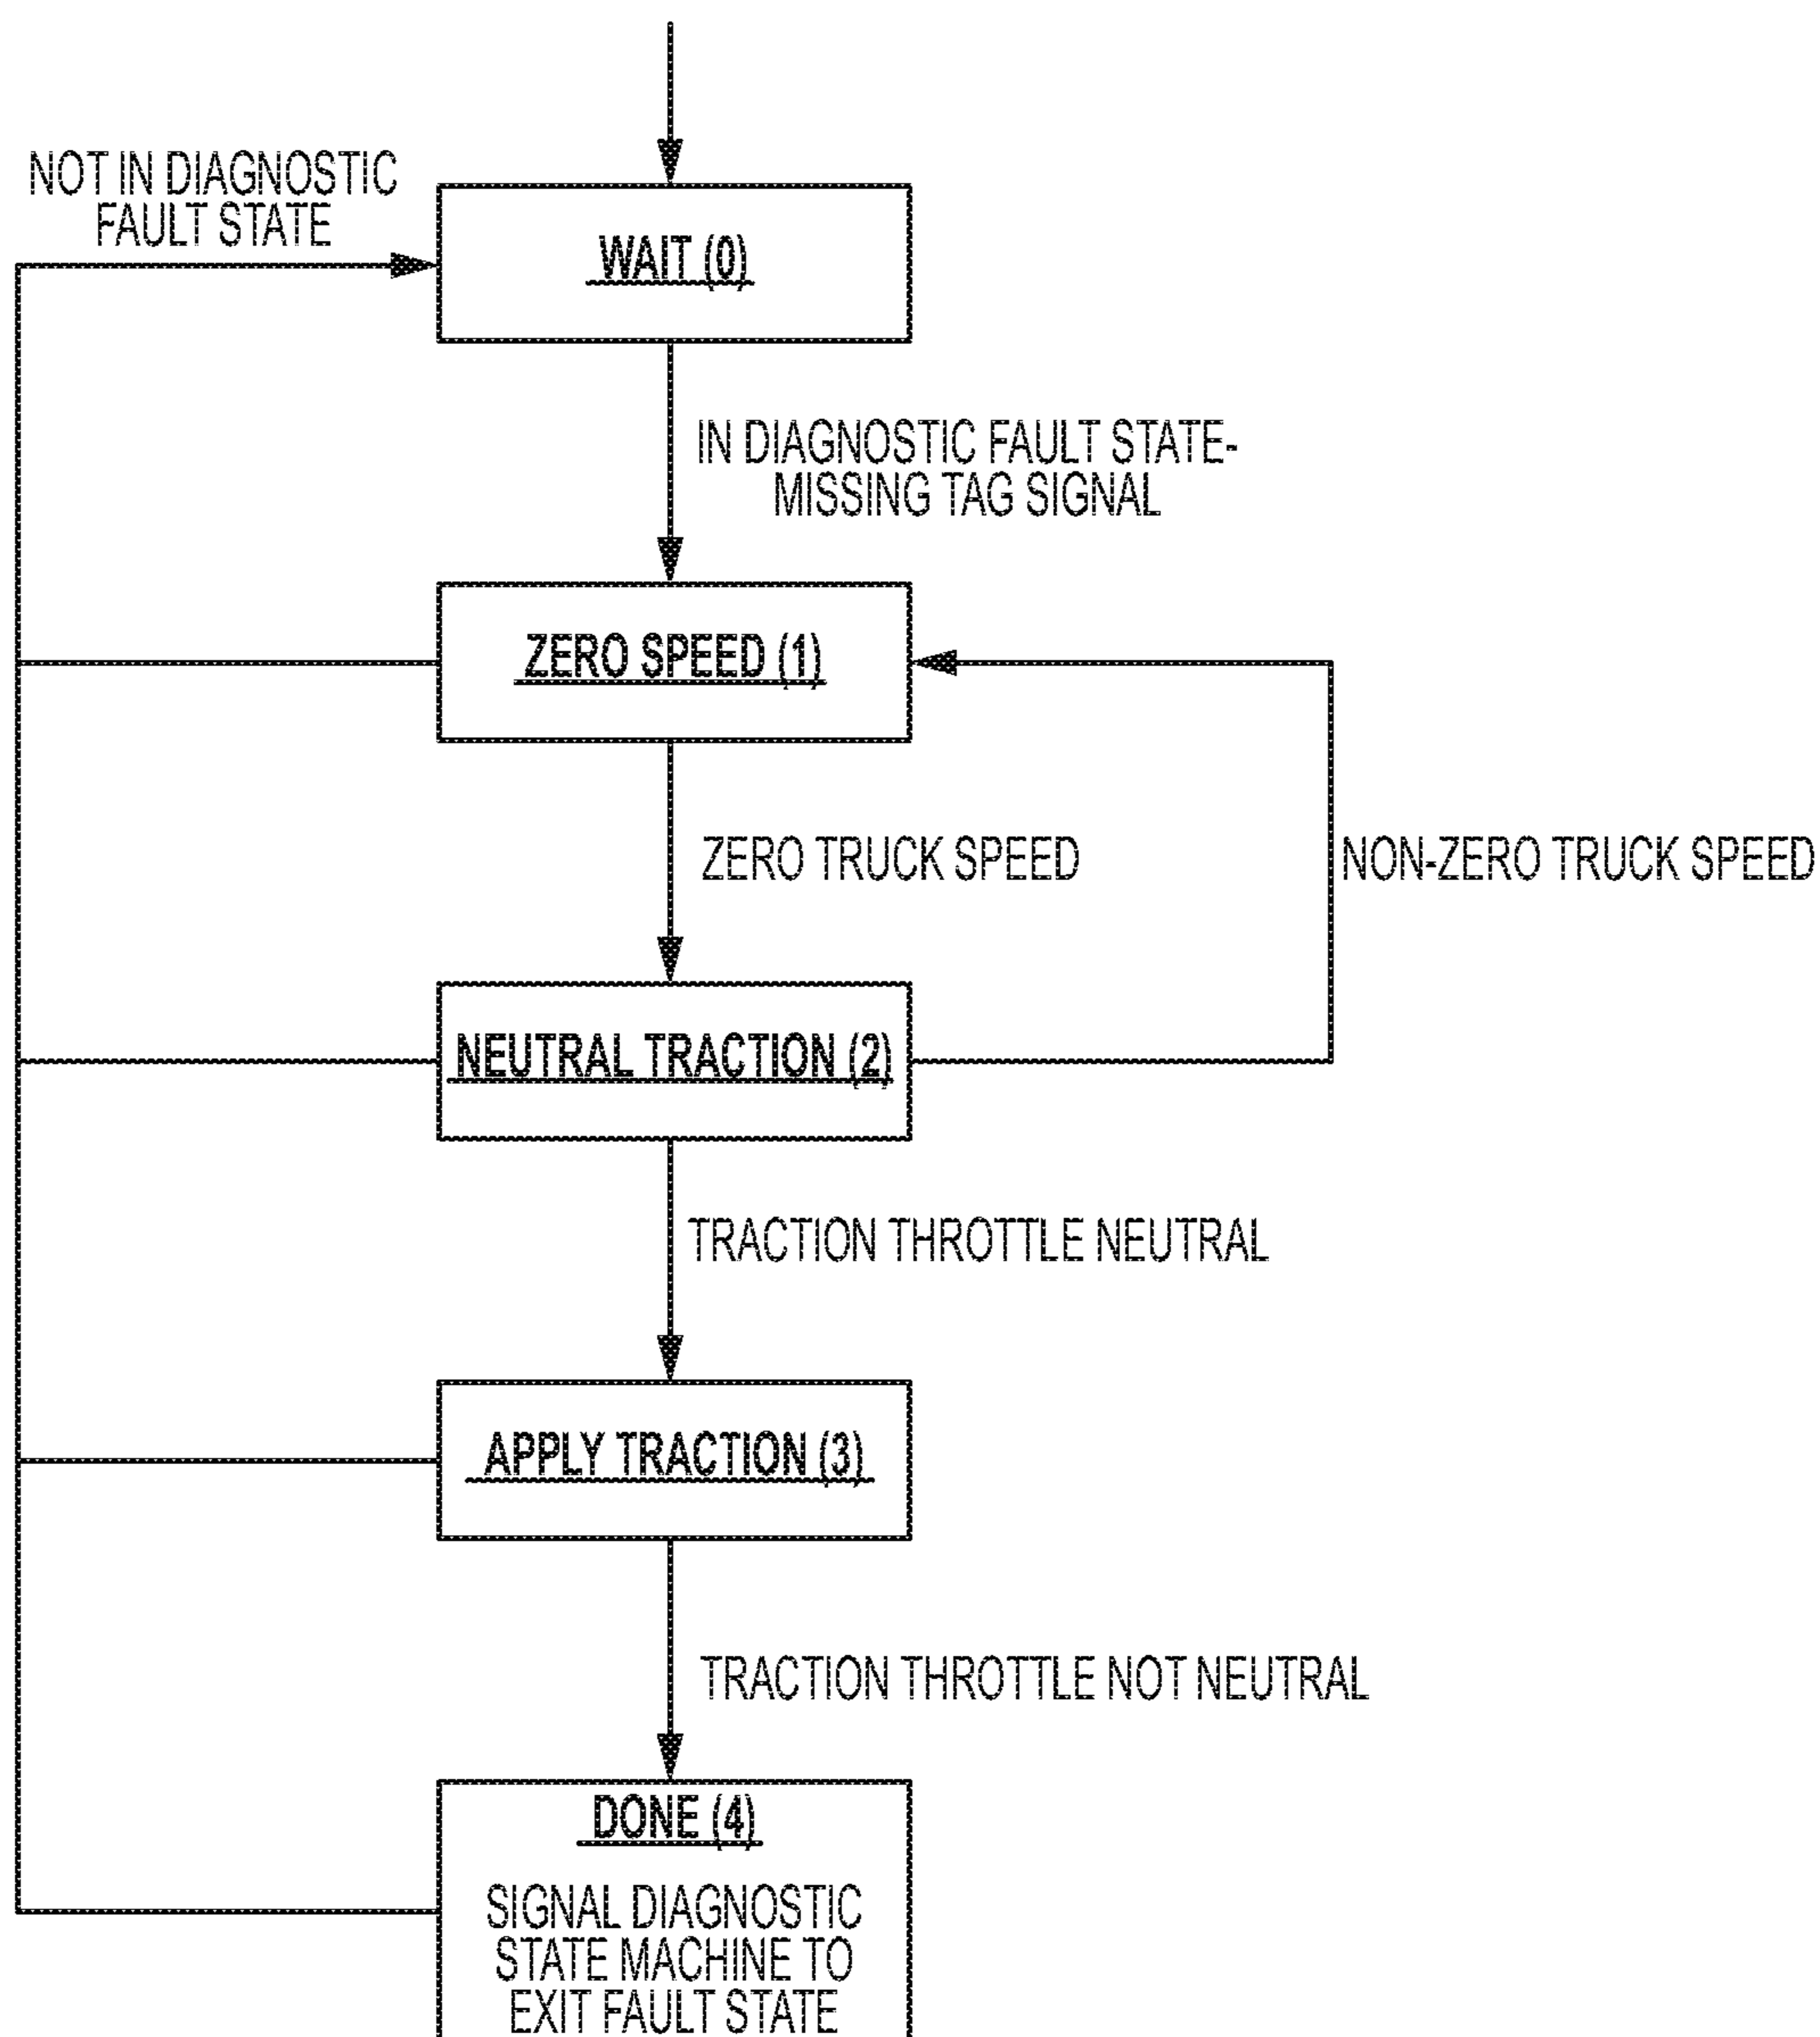 NOT IN DIAGNOSTIC
FAULT STATE
WAIT (0)
IN DIAGNOSTIC FAULT STATE-
MISSING TAG SIGNAL
ZERO SPEED (1)
ZERO TRUCK SPEED
NON-ZERO TRUCK SPEED
NEUTRAL TRACTION (2)
TRACTION THROTTLE NEUTRAL
APPLY TRACTION (3)
TRACTION THROTTLE NOT NEUTRAL
DONE (4)
SIGNAL DIAGNOSTIC
STATE MACHINE TO
EXIT FAULT STATE